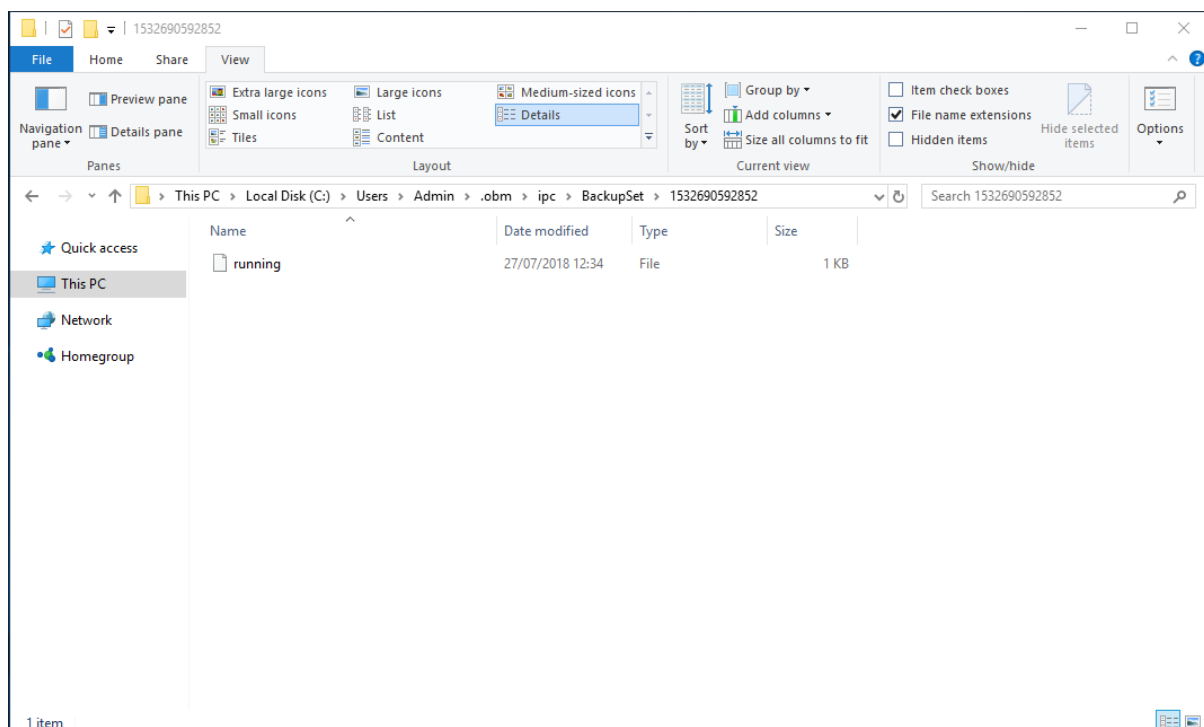 1532690592852
File Home Share View
Navigation pane
Preview pane
Details pane
Panes
Extra large icons Large icons Medium-sized icons
Small icons List Details
Tiles Content
Layout
Sort by
Group by
Add columns
Size all columns to fit
Current view
Item check boxes
File name extensions
Hidden items
Hide selected items
Show/hide
Options
This PC > Local Disk (C:) > Users > Admin > .obm > ipc > BackupSet > 1532690592852
Search 1532690592852
Quick access
This PC
Network
Homegroup
Name Date modified Type Size
running 27/07/2018 12:34 File 1 KB
1 item